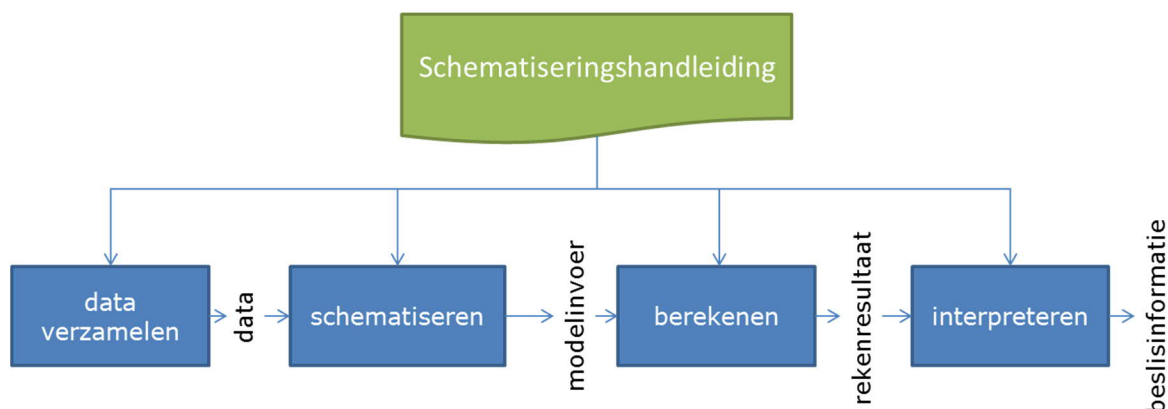 Schematiseringshandleiding
data
verzamelen
data
schematiseren
modelinvoer
berekenen
rekenresultaat
interpreteren
beslisinformatie